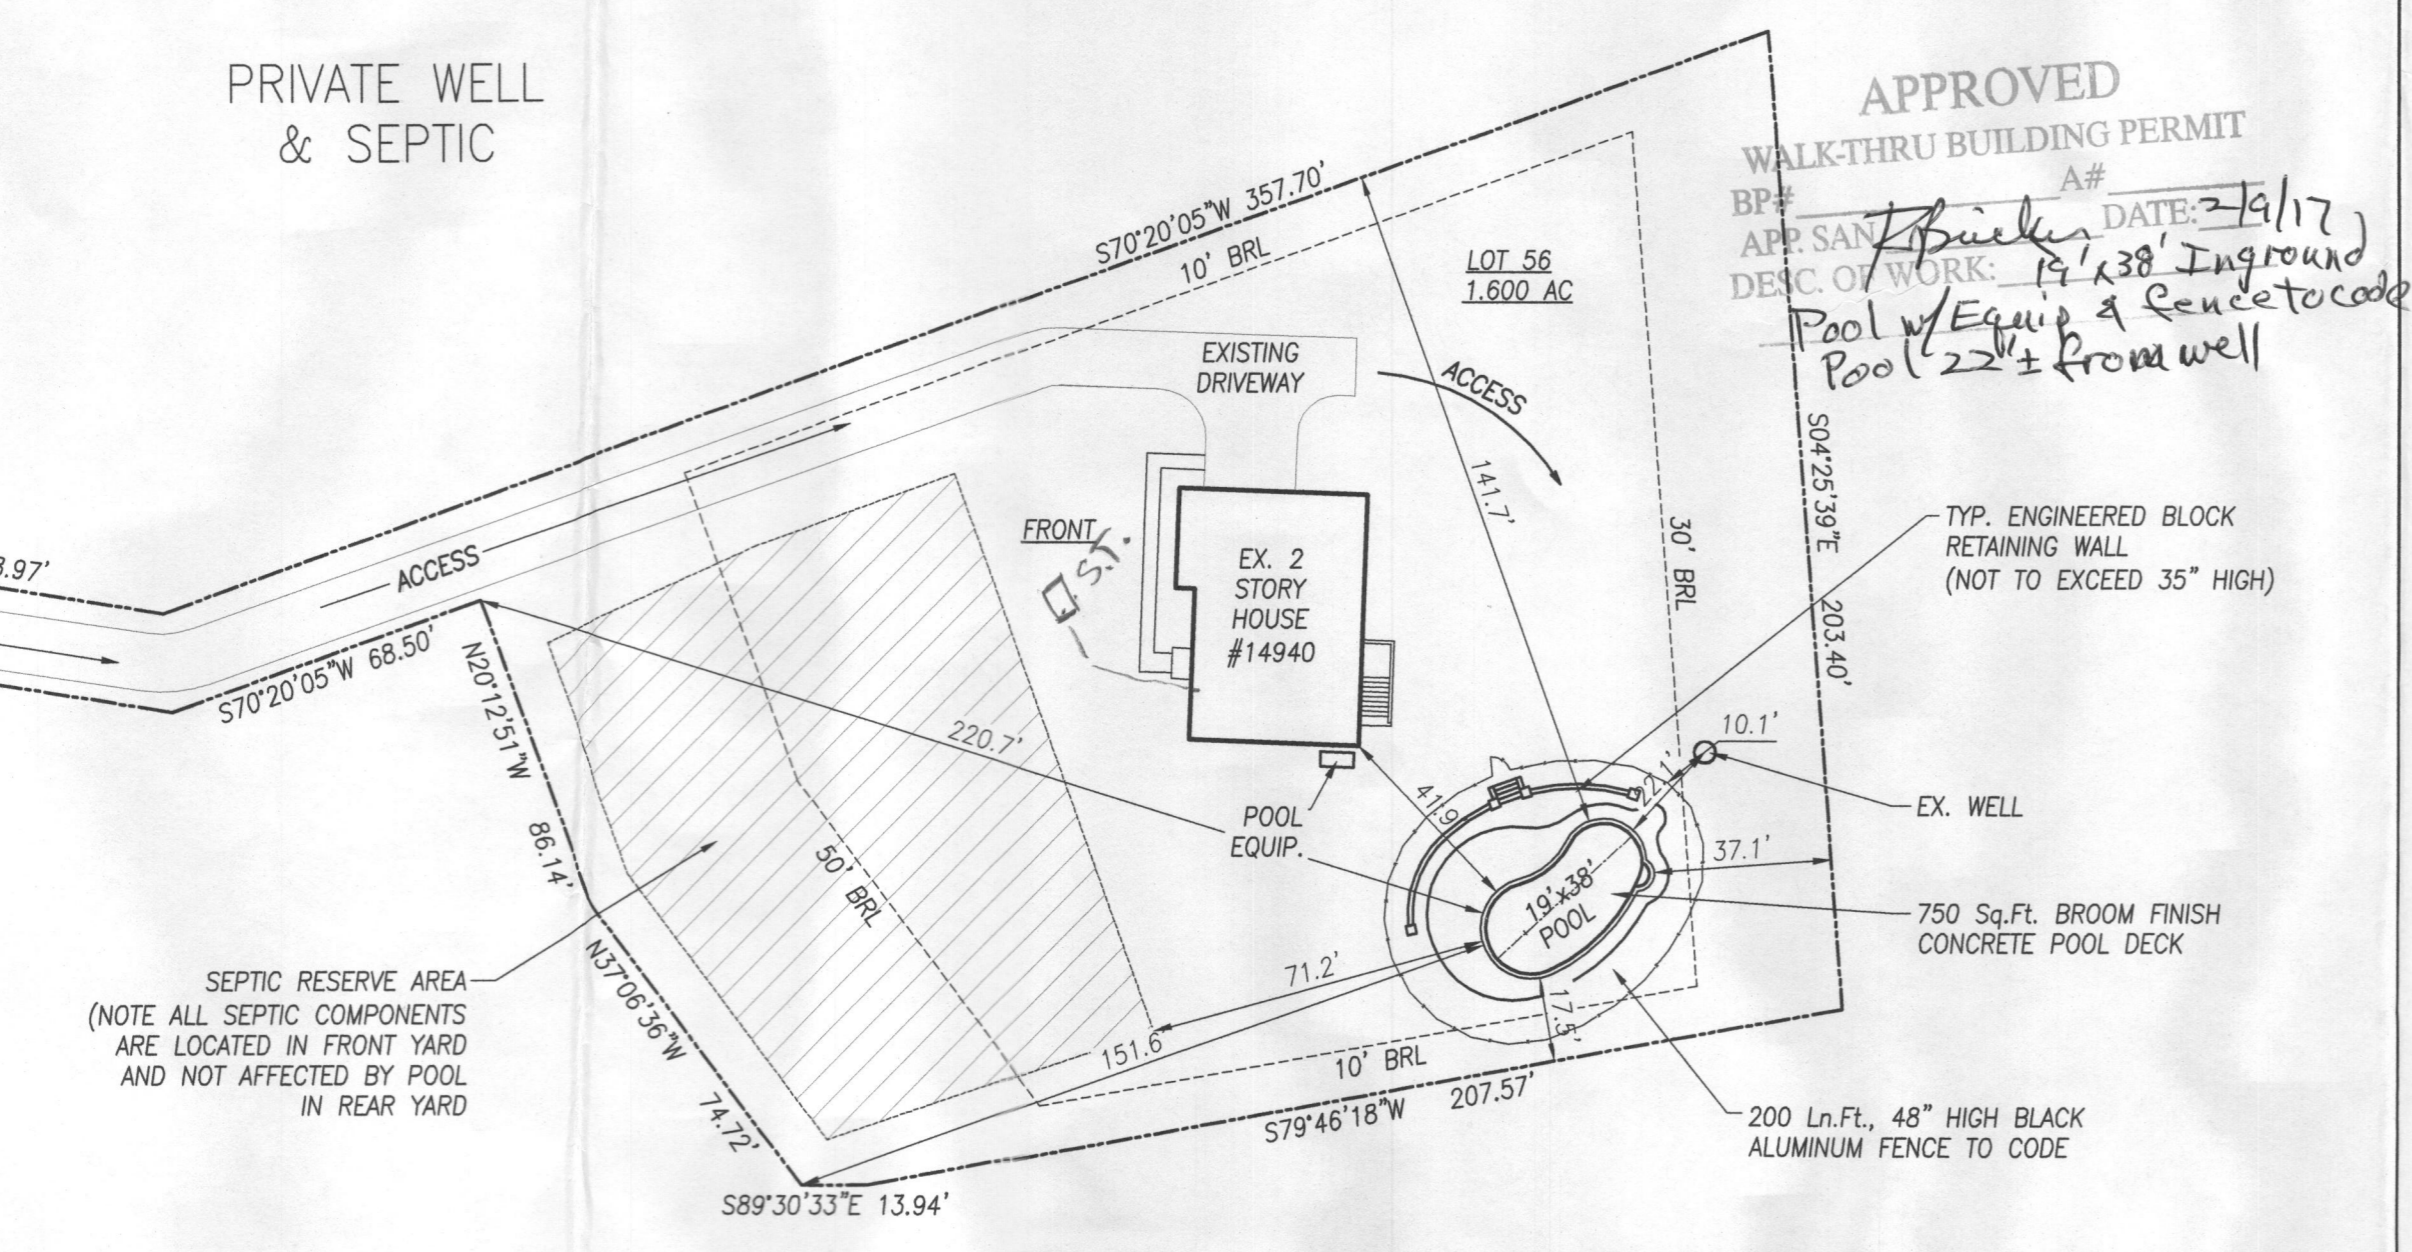 PRIVATE WELL
& SEPTIC
APPROVED
WALK-THRU BUILDING PERMIT
BP# A#
APP. SAN DATE: 2/9/17
DESC. OF WORK: 19'x38' Inground
Pool w/ Equip & fence to code
Pool 22'± from well
S70°20'05"W 357.70'
10' BRL
LOT 56
1.600 AC
EXISTING
DRIVEWAY
ACCESS
141.7'
30' BRL
S04°25'39"E 203.40'
TYP. ENGINEERED BLOCK
RETAINING WALL
(NOT TO EXCEED 35" HIGH)
FRONT
S.T.
EX. 2
STORY
HOUSE
#14940
3.97'
ACCESS
S70°20'05"W 68.50'
N20°12'51"W 86.14'
220.7'
10.1'
22.1'
EX. WELL
41.9'
POOL
EQUIP.
37.1'
50' BRL
19'x38'
POOL
750 Sq.Ft. BROOM FINISH
CONCRETE POOL DECK
SEPTIC RESERVE AREA
(NOTE ALL SEPTIC COMPONENTS
ARE LOCATED IN FRONT YARD
AND NOT AFFECTED BY POOL
IN REAR YARD
N37°06'36"W 74.72'
71.2'
151.6'
17.5'
10' BRL
S79°46'18"W 207.57'
200 Ln.Ft., 48" HIGH BLACK
ALUMINUM FENCE TO CODE
S89°30'33"E 13.94'